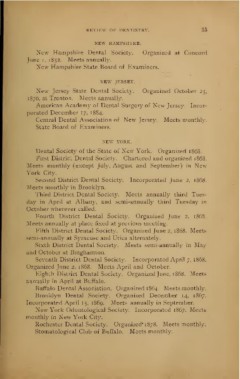 OFFICE OF DENTISTRY. 55
NEW HAMPSHIRE.
New Hampshire Dental Society. Organized at Concord
June 1, 1858. Meets annually.
New Hampshire State Board of Examiners.
NEW JERSEY.
New Jersey State Dental Society. Organized October 25,
1870, at Trenton. Meets annually.
American Academy of Dental Surgery of New Jersey. Incor-
porated December 17, 1884.
Central Dental Association of New Jersey. Meets monthly.
State Board of Examiners.
NEW YORK.
Dental Society of the State of New York. Organized 1868.
First District Dental Society. Chartered and organized 1868.
Meets monthly (except July, August and September) in New
York City.
Second District Dental Society. Incorporated June 2, 1868.
Meets monthly in Brooklyn.
Third District Dental Society. Meets annually third Tues-
day in April at Albany, and semi-annually third Tuesday in
October wherever called.
Fourth District Dental Society. Organized June 2, 1868.
Meets annually at place fixed at previous meeting.
Fifth District Dental Society. Organized June 2, 1868. Meets
semi-annually at Syracuse and Utica alternately.
Sixth District Dental Society. Meets semi-annually in May
and October at Binghamton.
Seventh District Dental Society. Incorporated April 7, 1868.
Organized June 2, 1868. Meets April and October.
Eighth District Dental Society. Organized June, 1868. Meets
annually in April at Buffalo.
Buffalo Dental Association. Organized 1864. Meets monthly.
Brooklyn Dental Society. Organized December 14, 1867.
Incorporated April 15, 1869. Meets annually in September.
New York Odontological Society. Incorporated 1867. Meets
monthly in New York City.
Rochester Dental Society. Organized 1876. Meets monthly.
Stomatological Club of Buffalo. Meets monthly.